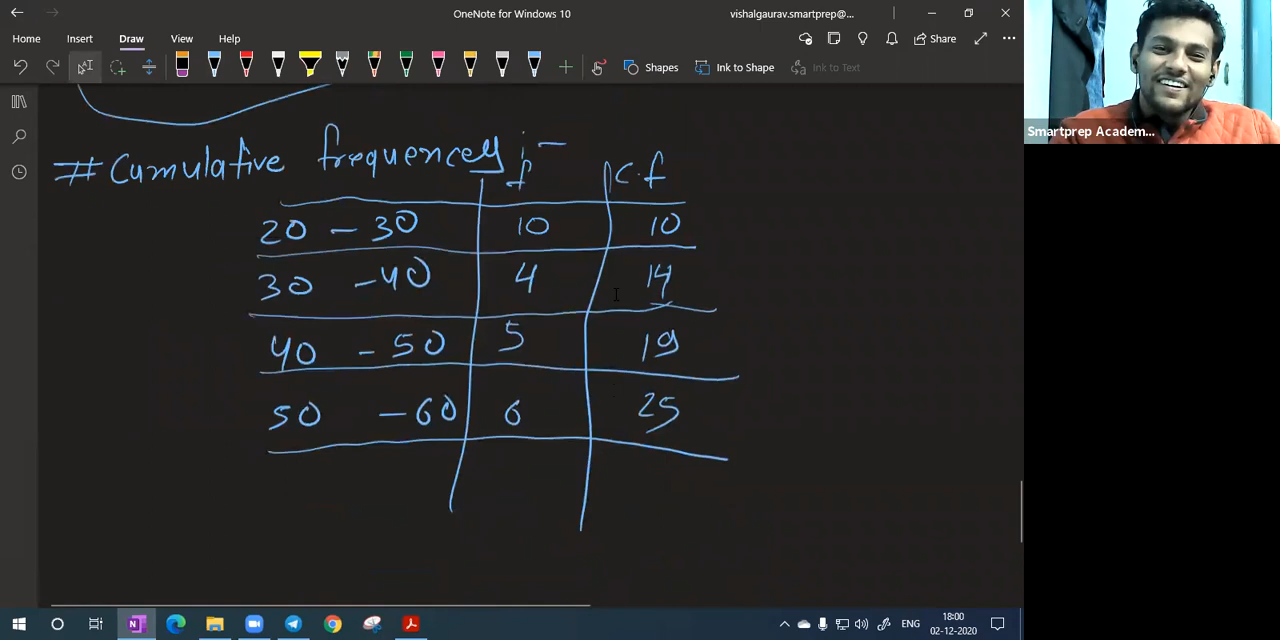 OneNote for Windows 10
vishalgaurav.smartprep@...
Home Insert Draw View Help
Share
Shapes
Ink to Shape
Ink to Text
Smartprep Academ...
# Cumulative frequencey :-
f c.f
20 - 30 10 10
30 - 40 4 14
40 - 50 5 19
50 - 60 6 25
ENG
18:00
02-12-2020